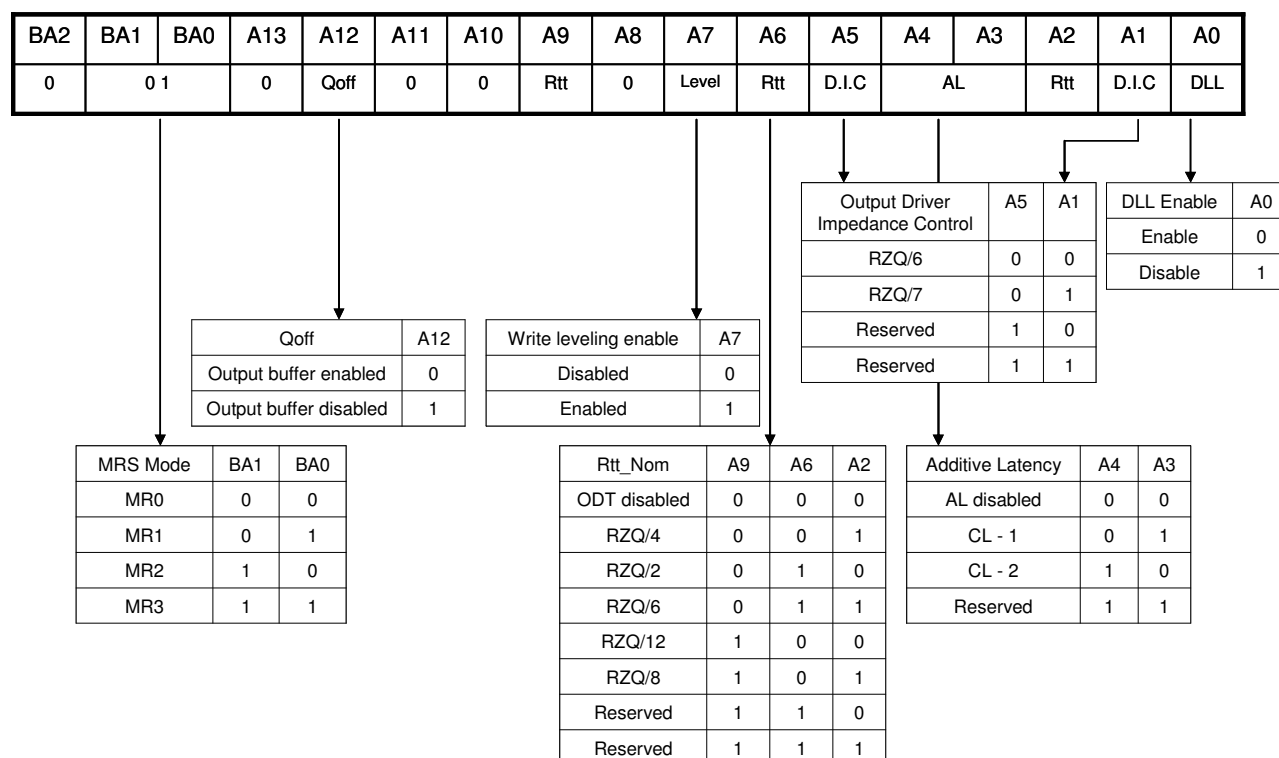 BA2 BA1 BA0 A13 A12 A11 A10 A9 A8 A7 A6 A5 A4 A3 A2 A1 A0
0 0 1 0 Qoff 0 0 Rtt 0 Level Rtt D.I.C AL Rtt D.I.C DLL
Output Driver
Impedance Control A5 A1
RZQ/6 0 0
RZQ/7 0 1
Reserved 1 0
Reserved 1 1
DLL Enable A0
Enable 0
Disable 1
Qoff A12
Output buffer enabled 0
Output buffer disabled 1
Write leveling enable A7
Disabled 0
Enabled 1
MRS Mode BA1 BA0
MR0 0 0
MR1 0 1
MR2 1 0
MR3 1 1
Rtt_Nom A9 A6 A2
ODT disabled 0 0 0
RZQ/4 0 0 1
RZQ/2 0 1 0
RZQ/6 0 1 1
RZQ/12 1 0 0
RZQ/8 1 0 1
Reserved 1 1 0
Reserved 1 1 1
Additive Latency A4 A3
AL disabled 0 0
CL - 1 0 1
CL - 2 1 0
Reserved 1 1